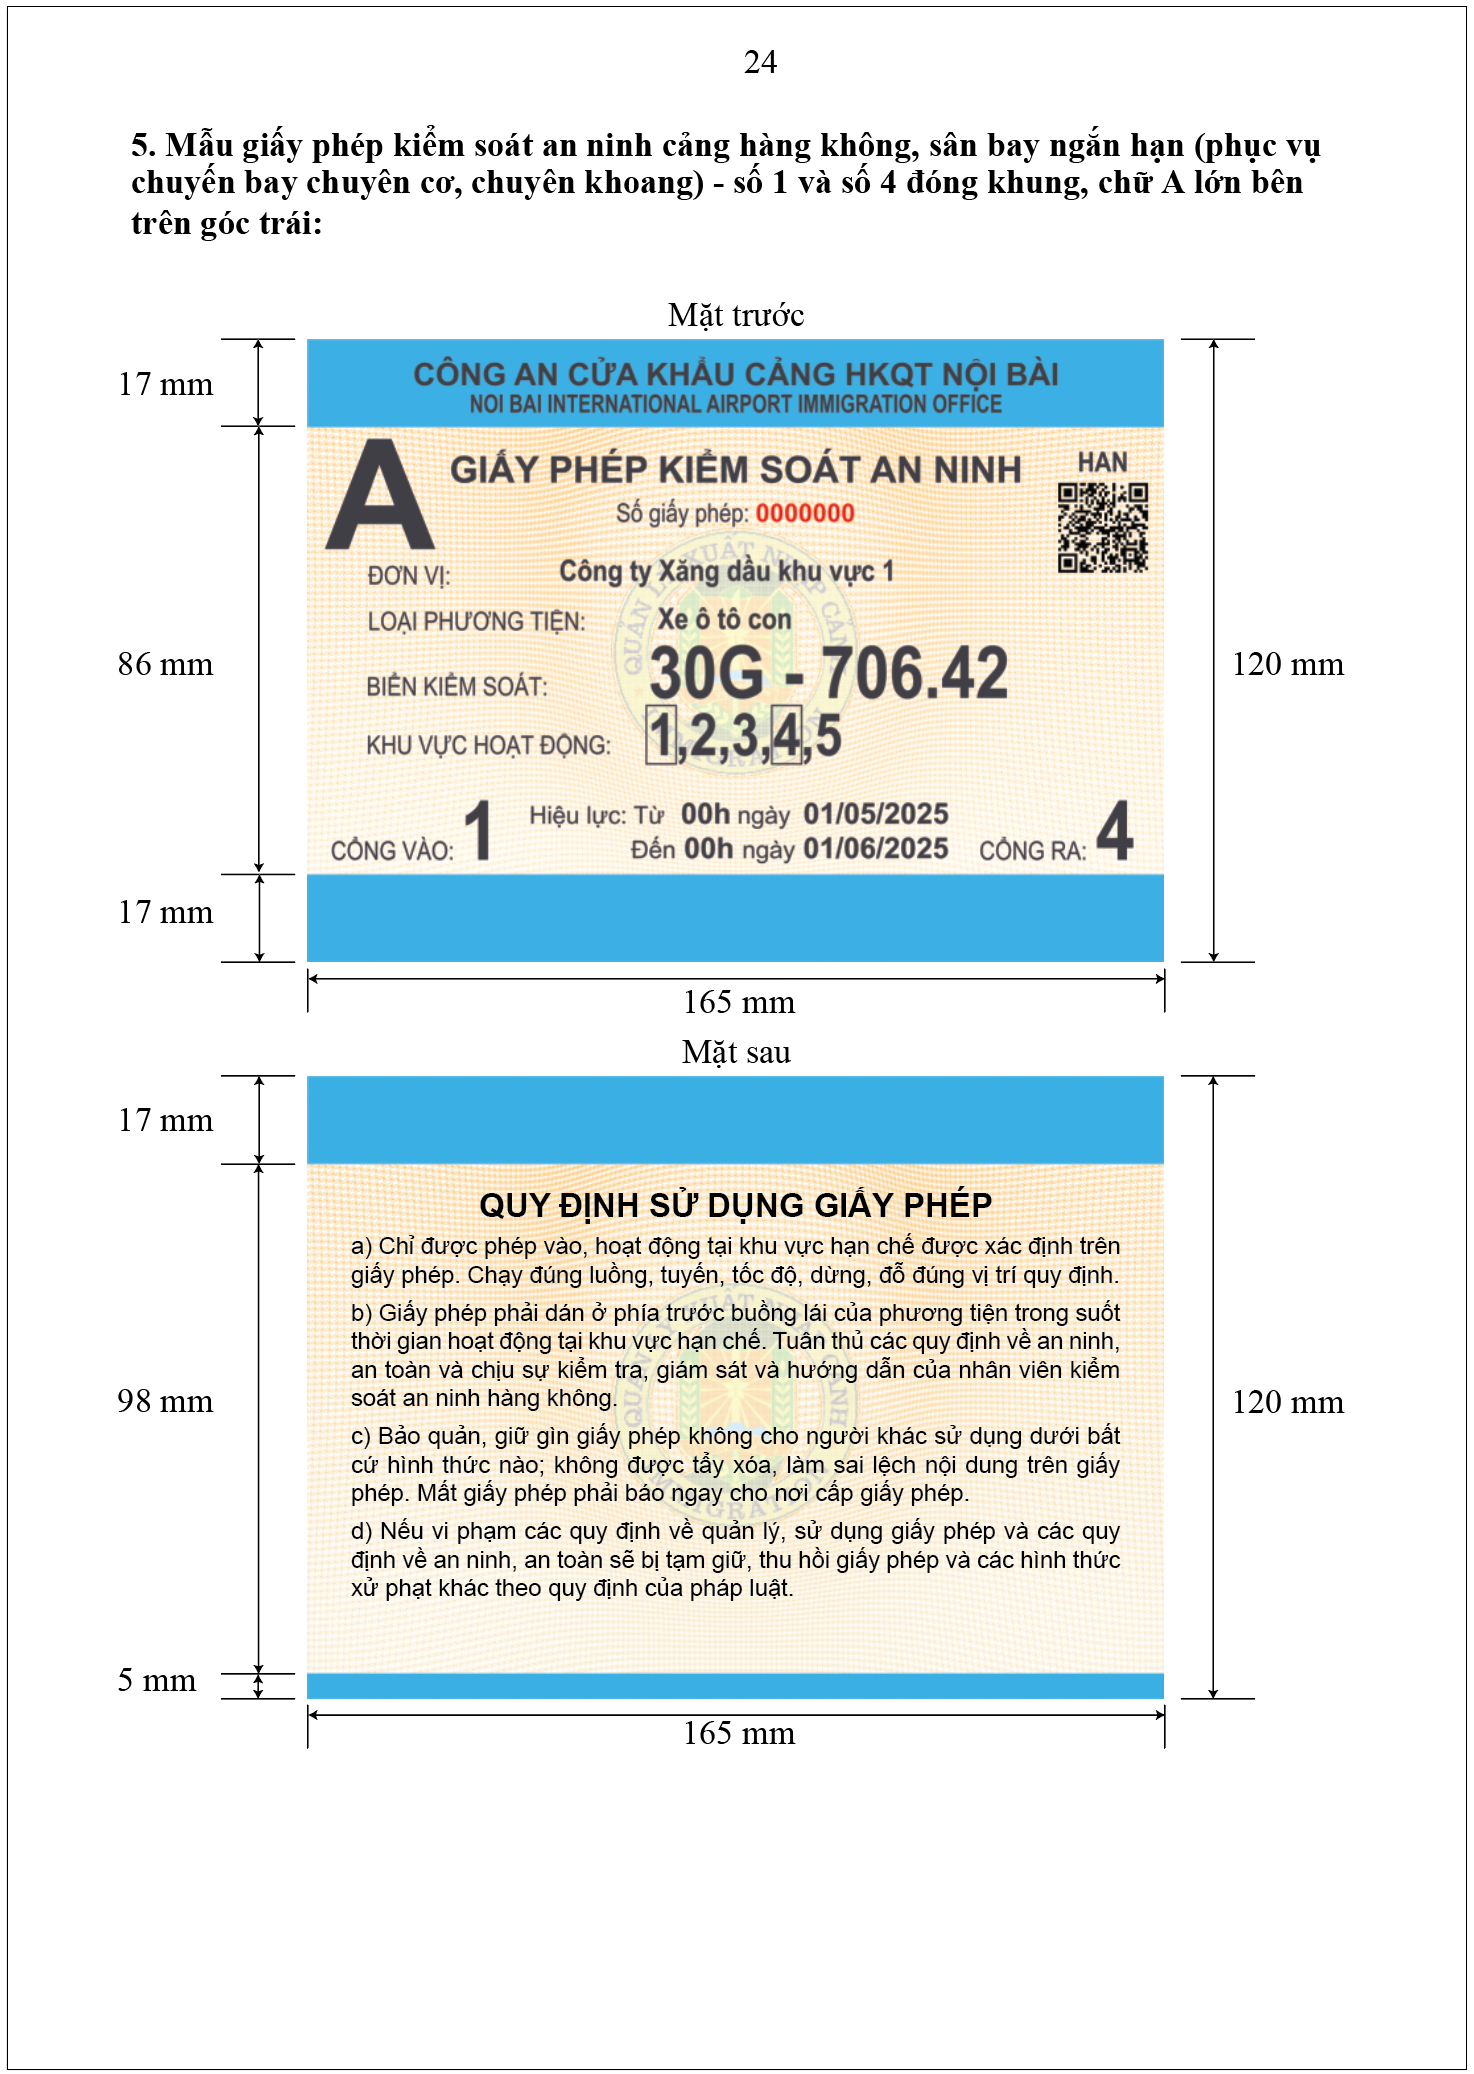 24
5. Mẫu giấy phép kiểm soát an ninh cảng hàng không, sân bay ngắn hạn (phục vụ
chuyến bay chuyên cơ, chuyên khoang) - số 1 và số 4 đóng khung, chữ A lớn bên
trên góc trái:
Mặt trước
17 mm
CÔNG AN CỬA KHẨU CẢNG HKQT NỘI BÀI
NOI BAI INTERNATIONAL AIRPORT IMMIGRATION OFFICE
A
GIẤY PHÉP KIỂM SOÁT AN NINH
HAN
Số giấy phép: 0000000
ĐƠN VỊ: Công ty Xăng dầu khu vực 1
LOẠI PHƯƠNG TIỆN: Xe ô tô con
86 mm
BIỂN KIỂM SOÁT: 30G - 706.42
120 mm
KHU VỰC HOẠT ĐỘNG: 1,2,3,4,5
Hiệu lực: Từ 00h ngày 01/05/2025
CỔNG VÀO: 1
Đến 00h ngày 01/06/2025
CỔNG RA: 4
17 mm
165 mm
Mặt sau
17 mm
QUY ĐỊNH SỬ DỤNG GIẤY PHÉP
a) Chỉ được phép vào, hoạt động tại khu vực hạn chế được xác định trên
giấy phép. Chạy đúng luồng, tuyến, tốc độ, dừng, đỗ đúng vị trí quy định.
b) Giấy phép phải dán ở phía trước buồng lái của phương tiện trong suốt
thời gian hoạt động tại khu vực hạn chế. Tuân thủ các quy định về an ninh,
an toàn và chịu sự kiểm tra, giám sát và hướng dẫn của nhân viên kiểm
soát an ninh hàng không.
98 mm
120 mm
c) Bảo quản, giữ gìn giấy phép không cho người khác sử dụng dưới bất
cứ hình thức nào; không được tẩy xóa, làm sai lệch nội dung trên giấy
phép. Mất giấy phép phải báo ngay cho nơi cấp giấy phép.
d) Nếu vi phạm các quy định về quản lý, sử dụng giấy phép và các quy
định về an ninh, an toàn sẽ bị tạm giữ, thu hồi giấy phép và các hình thức
xử phạt khác theo quy định của pháp luật.
5 mm
165 mm